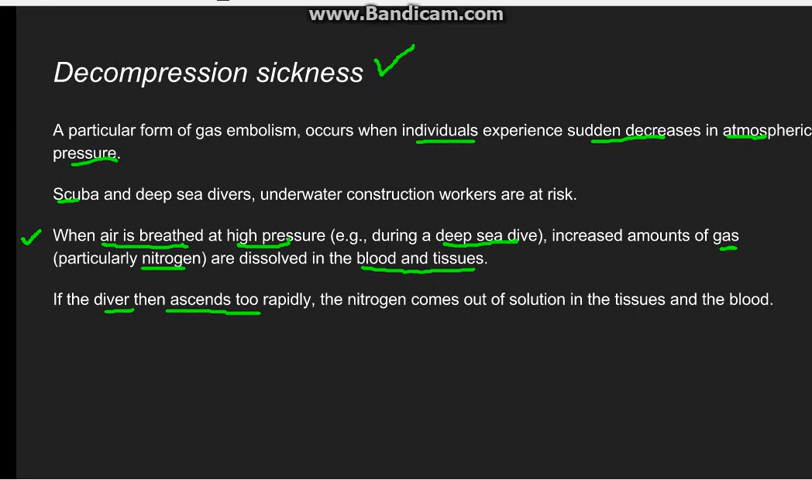 www.Bandicam.com
Decompression sickness
A particular form of gas embolism, occurs when individuals experience sudden decreases in atmospheric
pressure.
Scuba and deep sea divers, underwater construction workers are at risk.
When air is breathed at high pressure (e.g., during a deep sea dive), increased amounts of gas
(particularly nitrogen) are dissolved in the blood and tissues.
If the diver then ascends too rapidly, the nitrogen comes out of solution in the tissues and the blood.